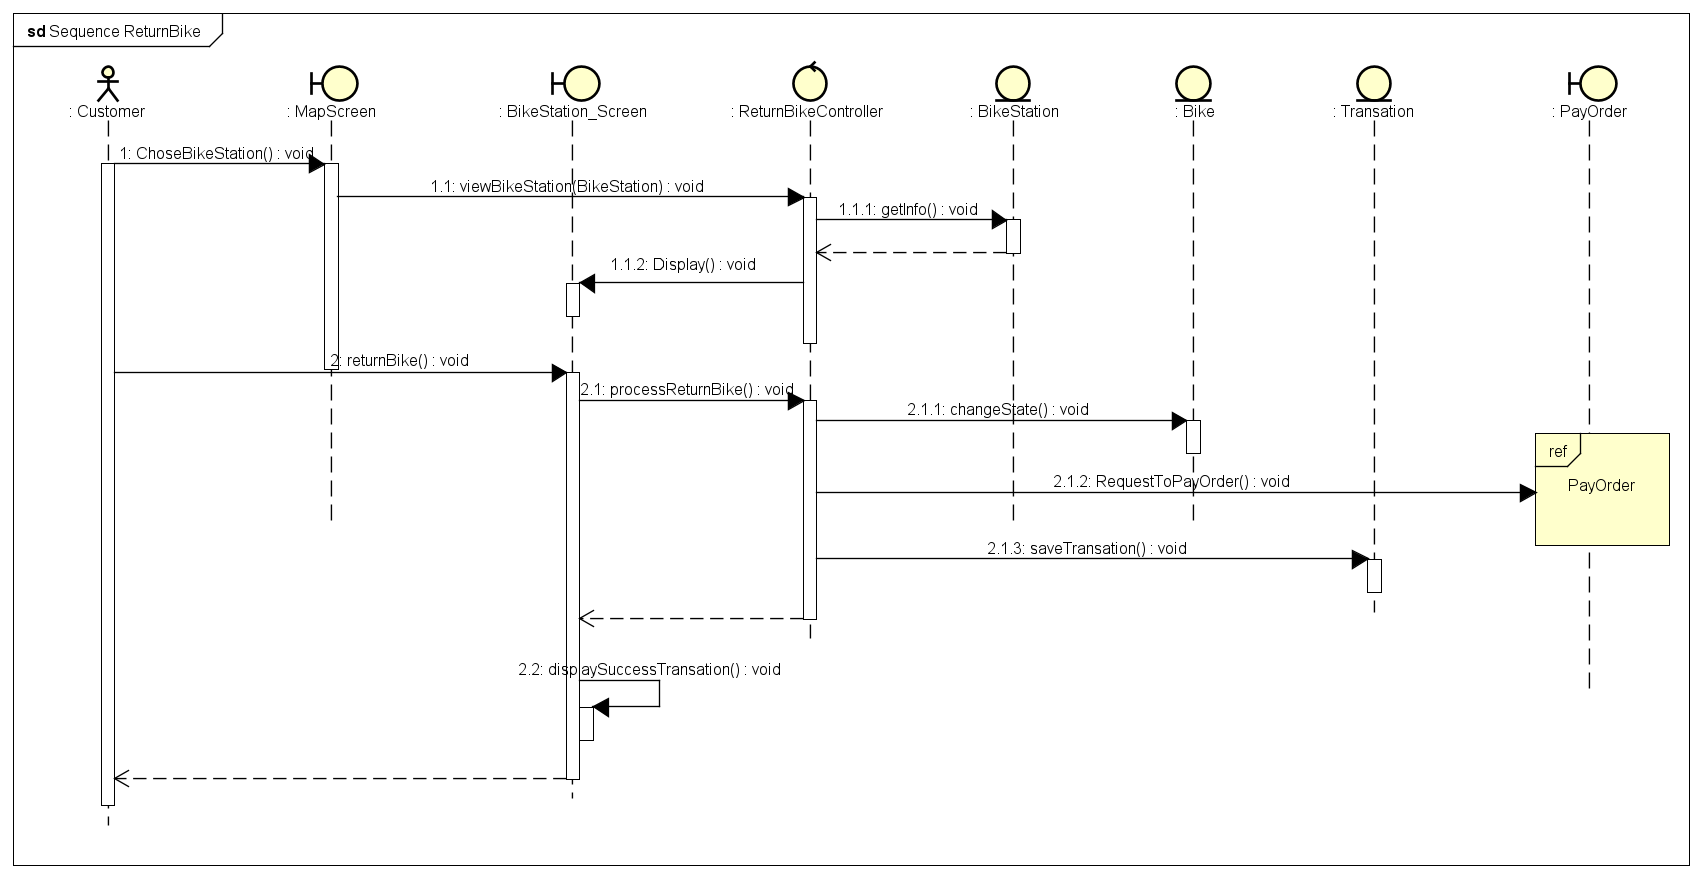 sd Sequence ReturnBike
: Customer
: MapScreen
: BikeStation_Screen
: ReturnBikeController
: BikeStation
: Bike
: Transation
: PayOrder
1: ChoseBikeStation() : void
1.1: viewBikeStation(BikeStation) : void
1.1.1: getInfo() : void
1.1.2: Display() : void
2: returnBike() : void
2.1: processReturnBike() : void
2.1.1: changeState() : void
ref
2.1.2: RequestToPayOrder() : void
PayOrder
2.1.3: saveTransation() : void
2.2: displaySuccessTransation() : void